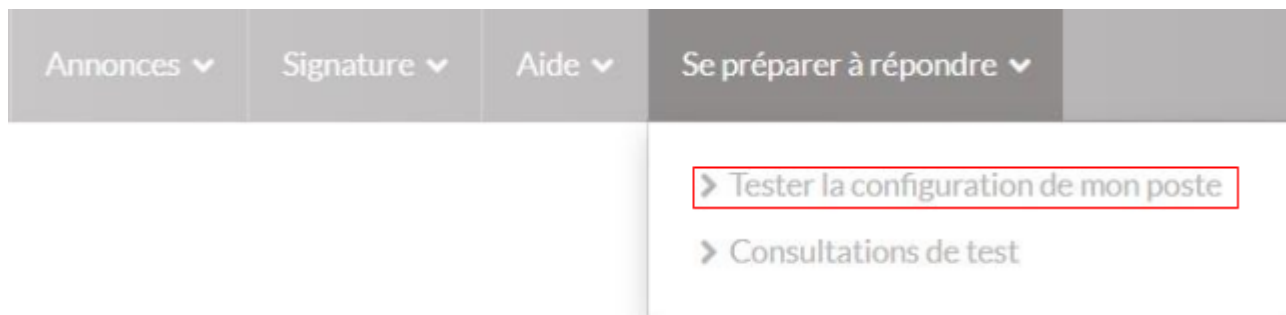 Annonces Signature Aide Se préparer à répondre
Tester la configuration de mon poste
Consultations de test